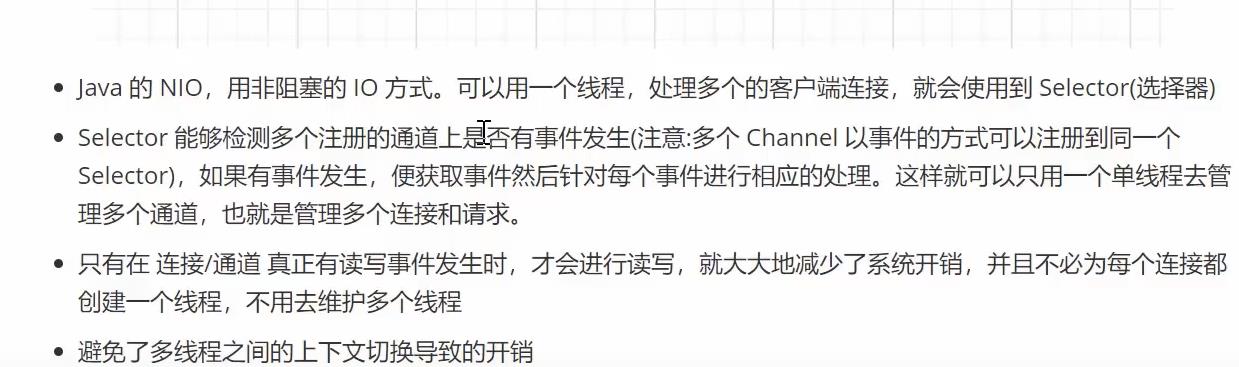 Java 的 NIO，用非阻塞的 IO 方式。可以用一个线程，处理多个的客户端连接，就会使用到 Selector(选择器)
Selector 能够检测多个注册的通道上是否有事件发生(注意:多个 Channel 以事件的方式可以注册到同一个
Selector)，如果有事件发生，便获取事件然后针对每个事件进行相应的处理。这样就可以只用一个单线程去管
理多个通道，也就是管理多个连接和请求。
只有在 连接/通道 真正有读写事件发生时，才会进行读写，就大大地减少了系统开销，并且不必为每个连接都
创建一个线程，不用去维护多个线程
避免了多线程之间的上下文切换导致的开销